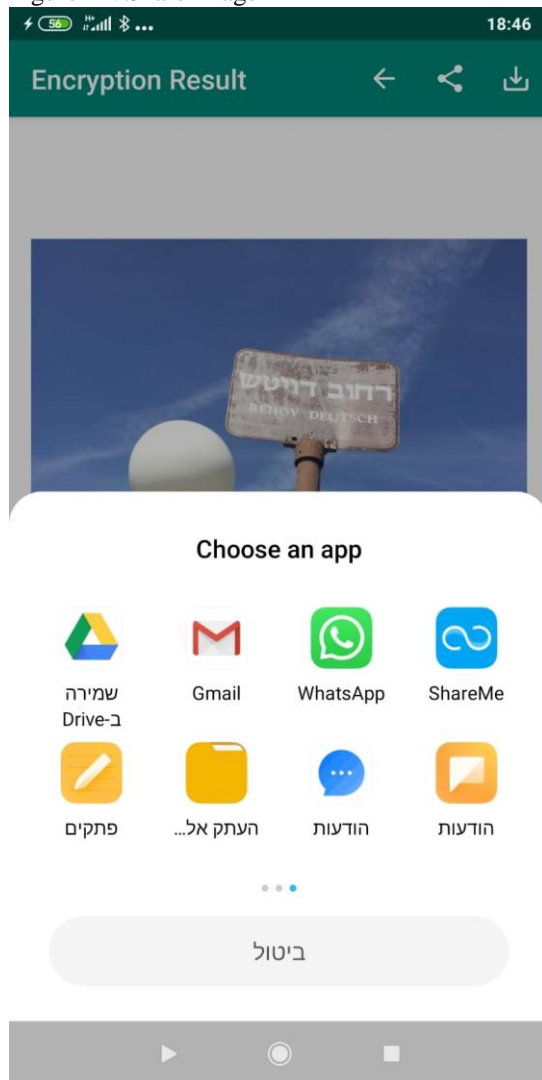 56
18:46
Encryption Result
רחוב דויטש
REHOV DEUTSCH
Choose an app
שמירה
ב-Drive
Gmail
WhatsApp
ShareMe
פתקים
העתק אל...
הודעות
הודעות
ביטול